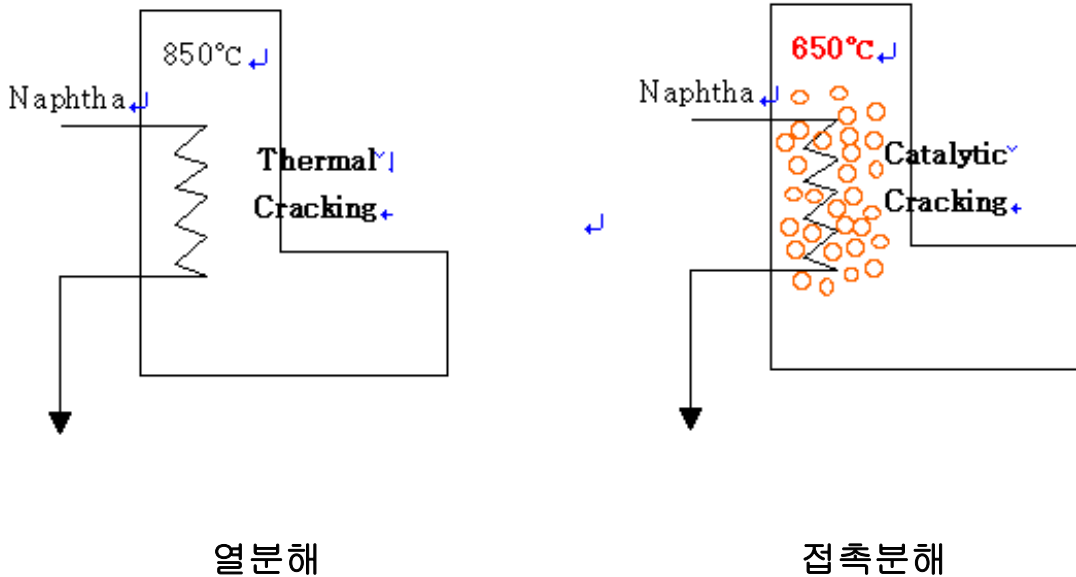 850℃
Naphtha
Thermal
Cracking
열분해
650℃
Naphtha
Catalytic
Cracking
접촉분해